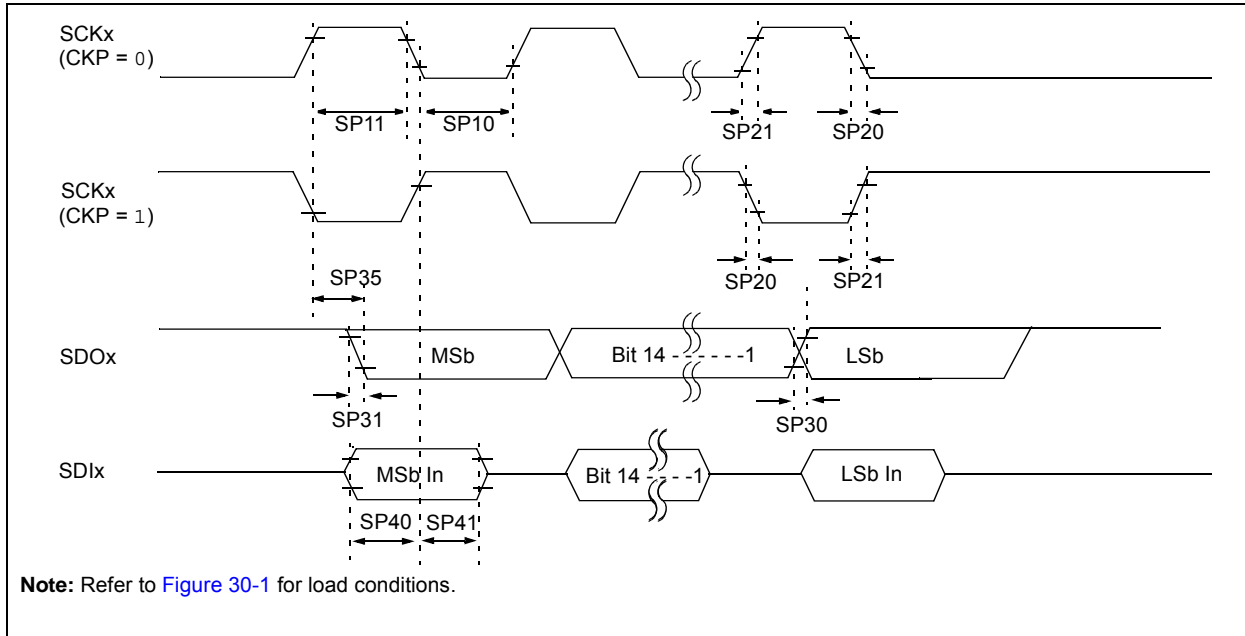 SCKx
(CKP = 0)
SP11
SP10
SP21
SP20
SCKx
(CKP = 1)
SP35
SP20
SP21
SDOx
MSb
Bit 14 - - - - - -1
LSb
SP31
SP30
SDIx
MSb In
Bit 14 - - - -1
LSb In
SP40
SP41
Note: Refer to Figure 30-1 for load conditions.